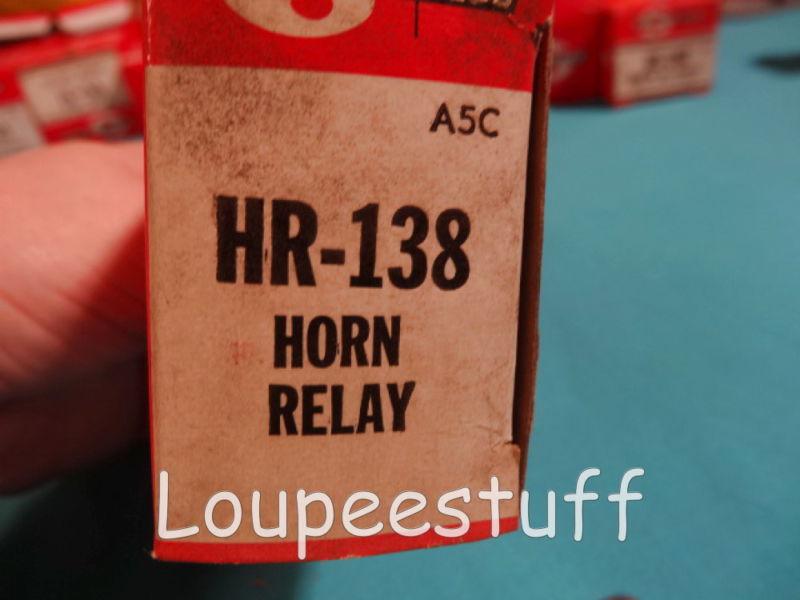 A5C
HR-138
HORN
RELAY
Loupeestuff